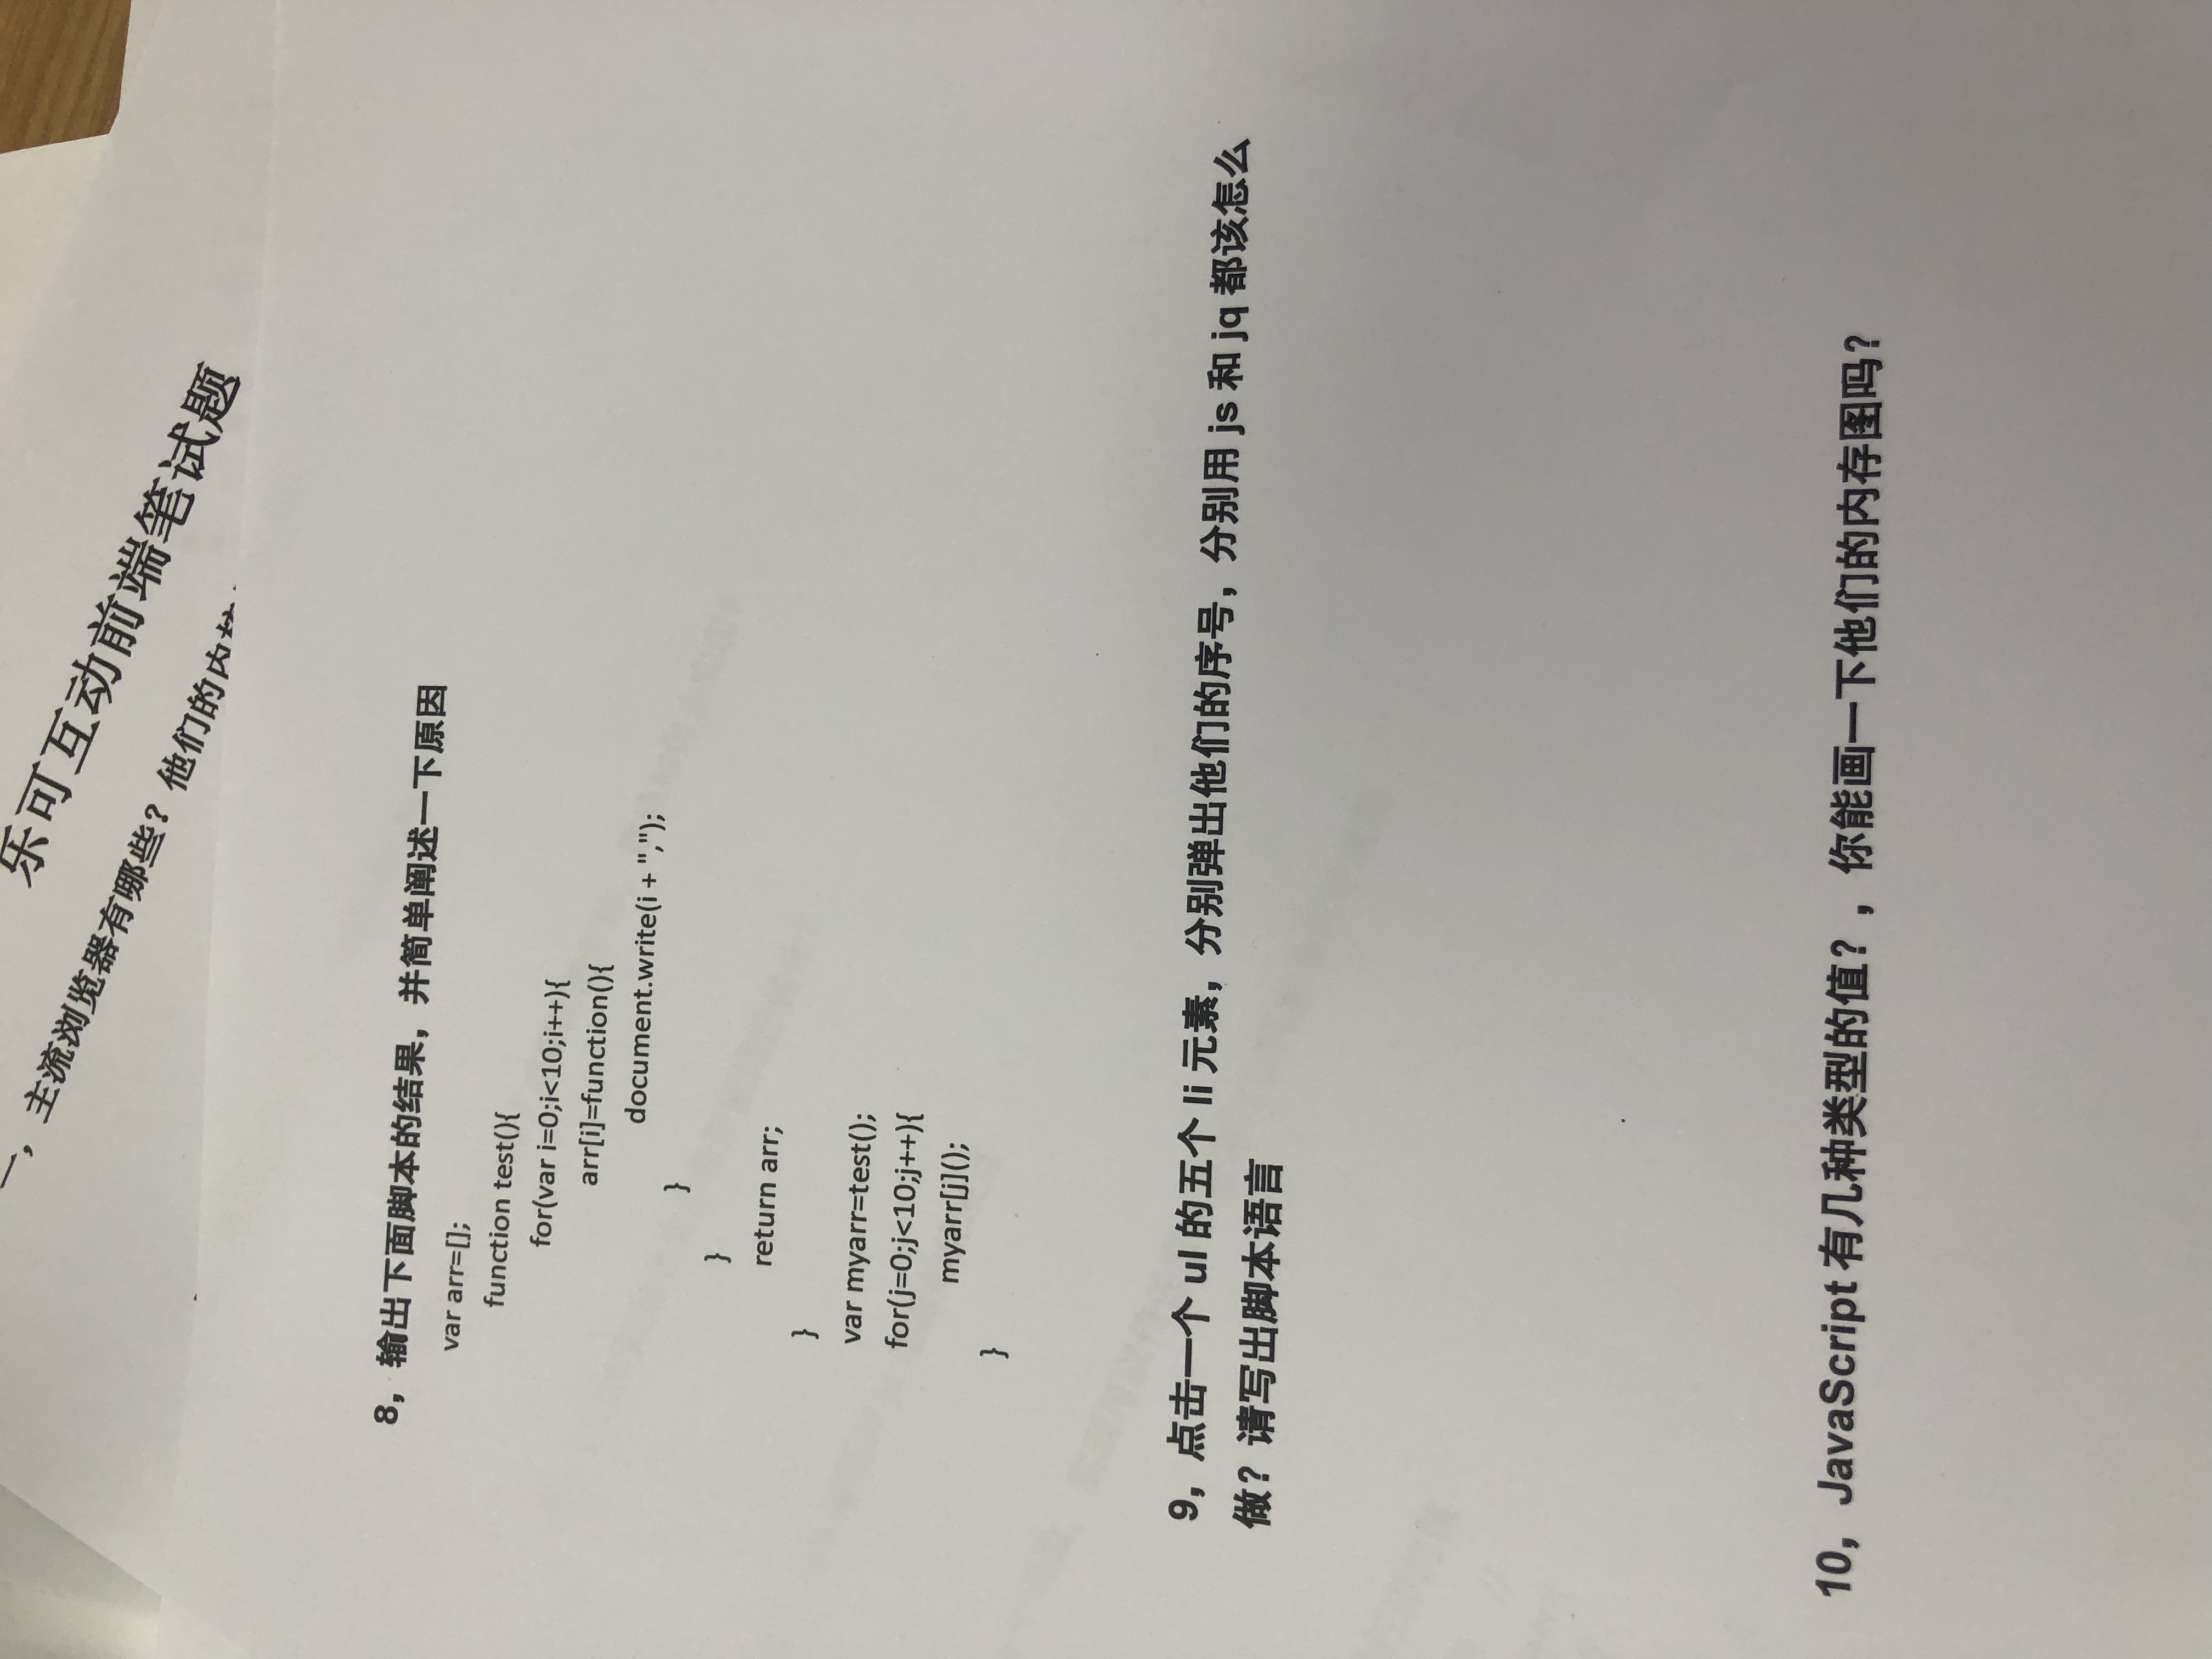 乐可互动前端笔试题
一，主流浏览器有哪些？他们的内核
8，输出下面脚本的结果，并简单阐述一下原因
var arr=[];
function test(){
for(var i=0;i<10;i++){
arr[i]=function(){
document.write(i + ",");
}
}
return arr;
}
var myarr=test();
for(j=0;j<10;j++){
myarr[j]();
}
9，点击一个 ul 的五个 li 元素，分别弹出他们的序号，分别用 js 和 jq 都该怎么
做？请写出脚本语言
10，JavaScript 有几种类型的值？，你能画一下他们的内存图吗？